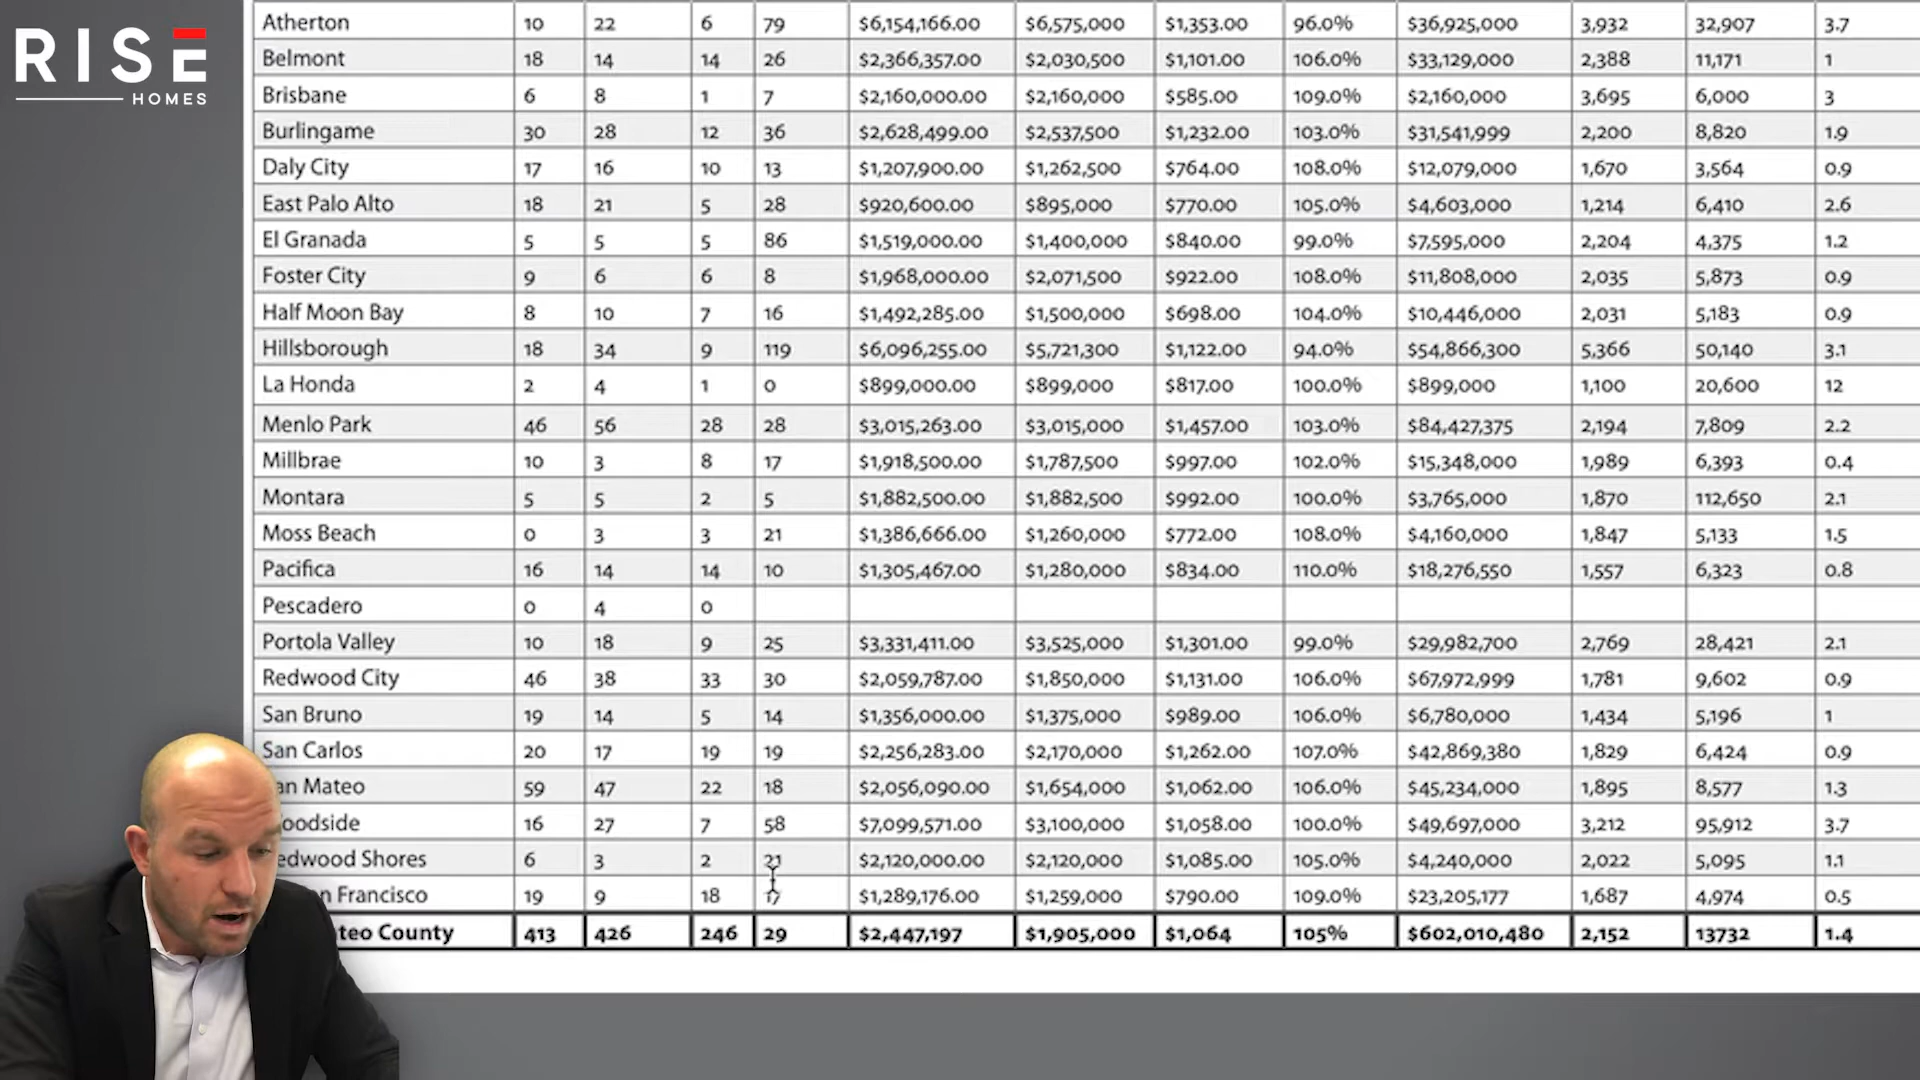 RISE
HOMES
Atherton 10 22 6 79 $6,154,166.00 $6,575,000 $1,353.00 96.0% $36,925,000 3,932 32,907 3.7
Belmont 18 14 14 26 $2,366,357.00 $2,030,500 $1,101.00 106.0% $33,129,000 2,388 11,171 1
Brisbane 6 8 1 7 $2,160,000.00 $2,160,000 $585.00 109.0% $2,160,000 3,695 6,000 3
Burlingame 30 28 12 36 $2,628,499.00 $2,537,500 $1,232.00 103.0% $31,541,999 2,200 8,820 1.9
Daly City 17 16 10 13 $1,207,900.00 $1,262,500 $764.00 108.0% $12,079,000 1,670 3,564 0.9
East Palo Alto 18 21 5 28 $920,600.00 $895,000 $770.00 105.0% $4,603,000 1,214 6,410 2.6
El Granada 5 5 5 86 $1,519,000.00 $1,400,000 $840.00 99.0% $7,595,000 2,204 4,375 1.2
Foster City 9 6 6 8 $1,968,000.00 $2,071,500 $922.00 108.0% $11,808,000 2,035 5,873 0.9
Half Moon Bay 8 10 7 16 $1,492,285.00 $1,500,000 $698.00 104.0% $10,446,000 2,031 5,183 0.9
Hillsborough 18 34 9 119 $6,096,255.00 $5,721,300 $1,122.00 94.0% $54,866,300 5,366 50,140 3.1
La Honda 2 4 1 0 $899,000.00 $899,000 $817.00 100.0% $899,000 1,100 20,600 12
Menlo Park 46 56 28 28 $3,015,263.00 $3,015,000 $1,457.00 103.0% $84,427,375 2,194 7,809 2.2
Millbrae 10 3 8 17 $1,918,500.00 $1,787,500 $997.00 102.0% $15,348,000 1,989 6,393 0.4
Montara 5 5 2 5 $1,882,500.00 $1,882,500 $992.00 100.0% $3,765,000 1,870 112,650 2.1
Moss Beach 0 3 3 21 $1,386,666.00 $1,260,000 $772.00 108.0% $4,160,000 1,847 5,133 1.5
Pacifica 16 14 14 10 $1,305,467.00 $1,280,000 $834.00 110.0% $18,276,550 1,557 6,323 0.8
Pescadero 0 4 0
Portola Valley 10 18 9 25 $3,331,411.00 $3,525,000 $1,301.00 99.0% $29,982,700 2,769 28,421 2.1
Redwood City 46 38 33 30 $2,059,787.00 $1,850,000 $1,131.00 106.0% $67,972,999 1,781 9,602 0.9
San Bruno 19 14 5 14 $1,356,000.00 $1,375,000 $989.00 106.0% $6,780,000 1,434 5,196 1
San Carlos 20 17 19 19 $2,256,283.00 $2,170,000 $1,262.00 107.0% $42,869,380 1,829 6,424 0.9
an Mateo 59 47 22 18 $2,056,090.00 $1,654,000 $1,062.00 106.0% $45,234,000 1,895 8,577 1.3
oodside 16 27 7 58 $7,099,571.00 $3,100,000 $1,058.00 100.0% $49,697,000 3,212 95,912 3.7
edwood Shores 6 3 2 21 $2,120,000.00 $2,120,000 $1,085.00 105.0% $4,240,000 2,022 5,095 1.1
n Francisco 19 9 18 17 $1,289,176.00 $1,259,000 $790.00 109.0% $23,205,177 1,687 4,974 0.5
teo County 413 426 246 29 $2,447,197 $1,905,000 $1,064 105% $602,010,480 2,152 13732 1.4